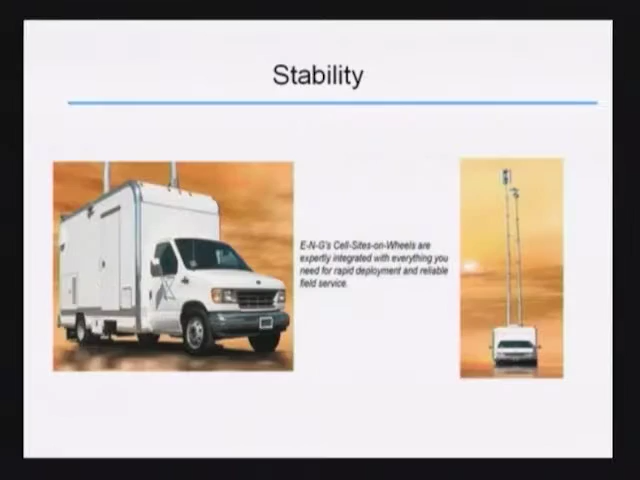 Stability
E-N-G's Cell-Sites-on-Wheels are
expertly integrated with everything you
need for rapid deployment and reliable
field service.